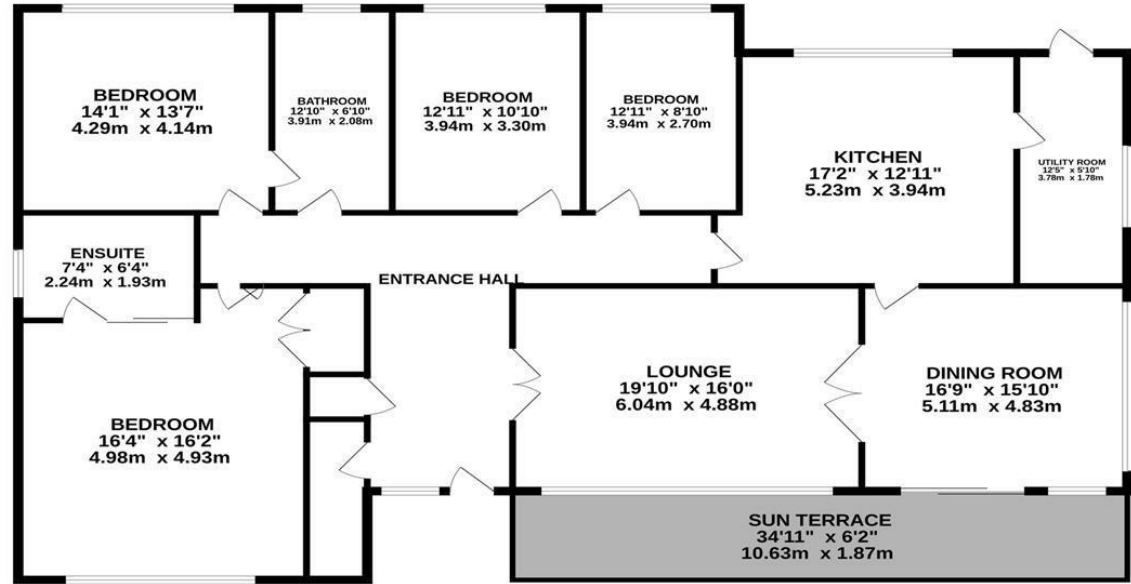 BEDROOM
14'1" x 13'7"
4.29m x 4.14m
BATHROOM
12'10" x 6'10"
3.91m x 2.08m
BEDROOM
12'11" x 10'10"
3.94m x 3.30m
BEDROOM
12'11" x 8'10"
3.94m x 2.70m
KITCHEN
17'2" x 12'11"
5.23m x 3.94m
UTILITY ROOM
12'5" x 5'10"
3.78m x 1.78m
ENSUITE
7'4" x 6'4"
2.24m x 1.93m
ENTRANCE HALL
BEDROOM
16'4" x 16'2"
4.98m x 4.93m
LOUNGE
19'10" x 16'0"
6.04m x 4.88m
DINING ROOM
16'9" x 15'10"
5.11m x 4.83m
SUN TERRACE
34'11" x 6'2"
10.63m x 1.87m